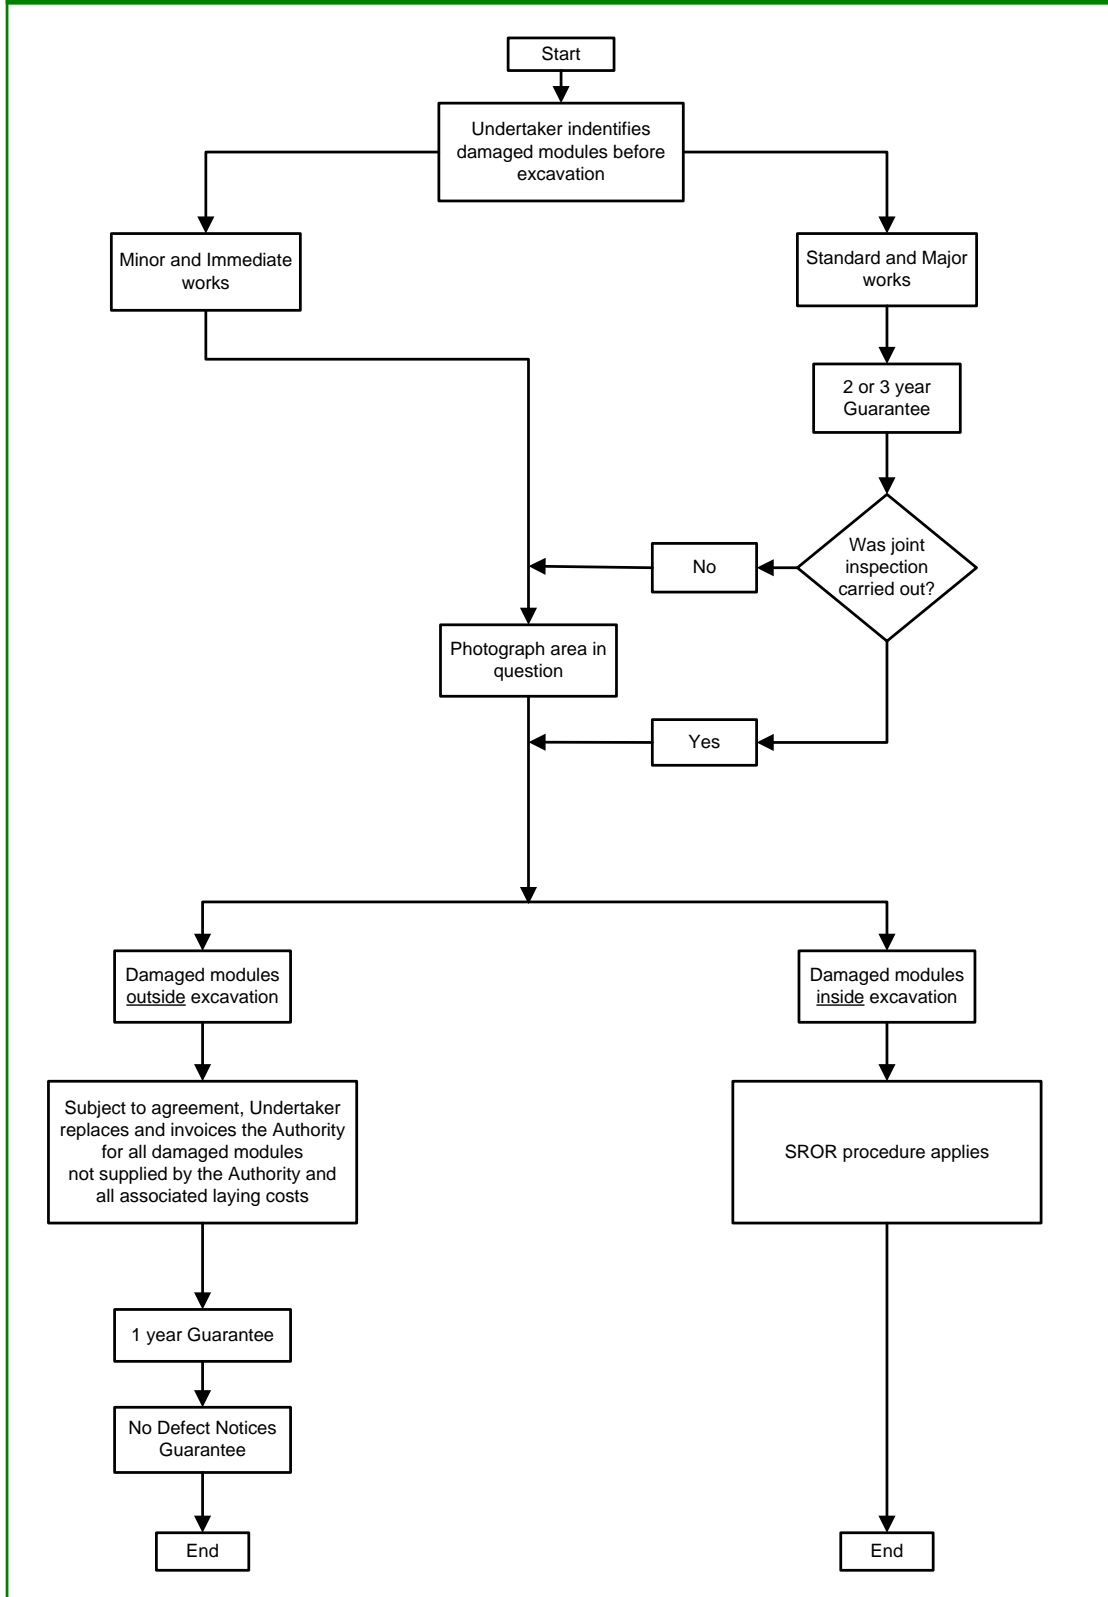 Start
Undertaker indentifies
damaged modules before
excavation
Minor and Immediate
works
Standard and Major
works
2 or 3 year
Guarantee
Was joint
inspection
carried out?
No
Photograph area in
question
Yes
Damaged modules
outside excavation
Damaged modules
inside excavation
Subject to agreement, Undertaker
replaces and invoices the Authority
for all damaged modules
not supplied by the Authority and
all associated laying costs
SROR procedure applies
1 year Guarantee
No Defect Notices
Guarantee
End
End